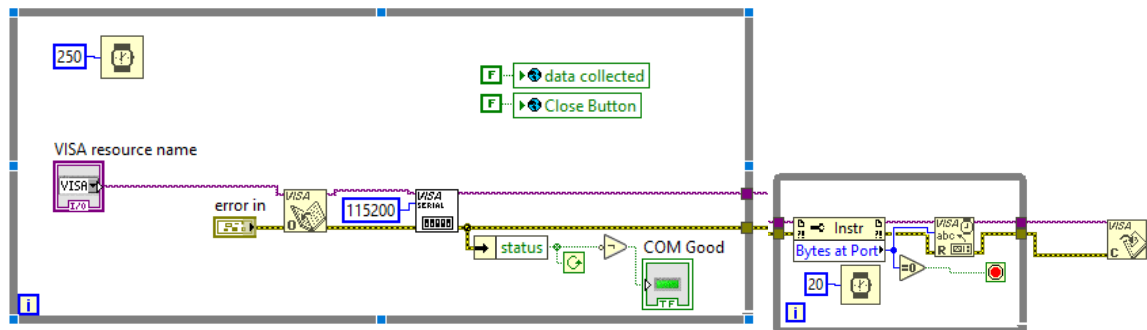 250
F
data collected
F
Close Button
VISA resource name
VISA
I/O
error in
VISA
O
115200
VISA
SERIAL
status
COM Good
TF
i
Instr
Bytes at Port
VISA
abc
R
=0
20
i
VISA
C